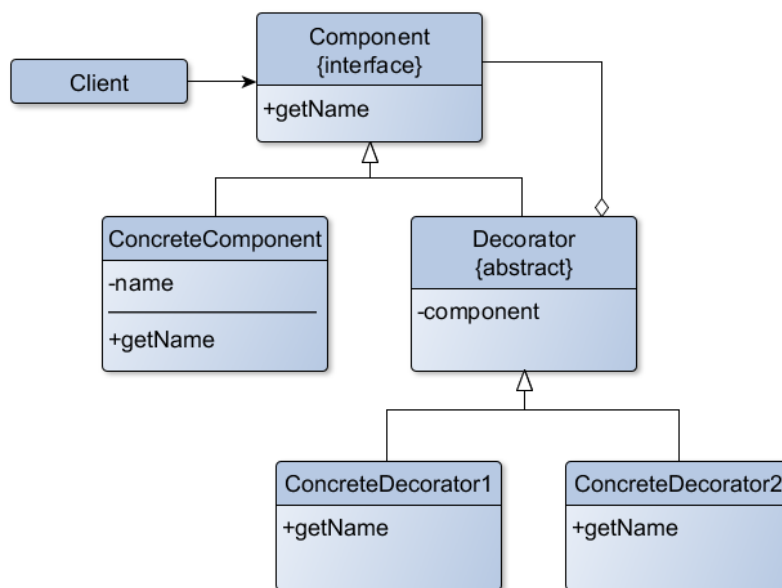 Component
{interface}
Client
+getName
ConcreteComponent
-name
+getName
Decorator
{abstract}
-component
ConcreteDecorator1
+getName
ConcreteDecorator2
+getName